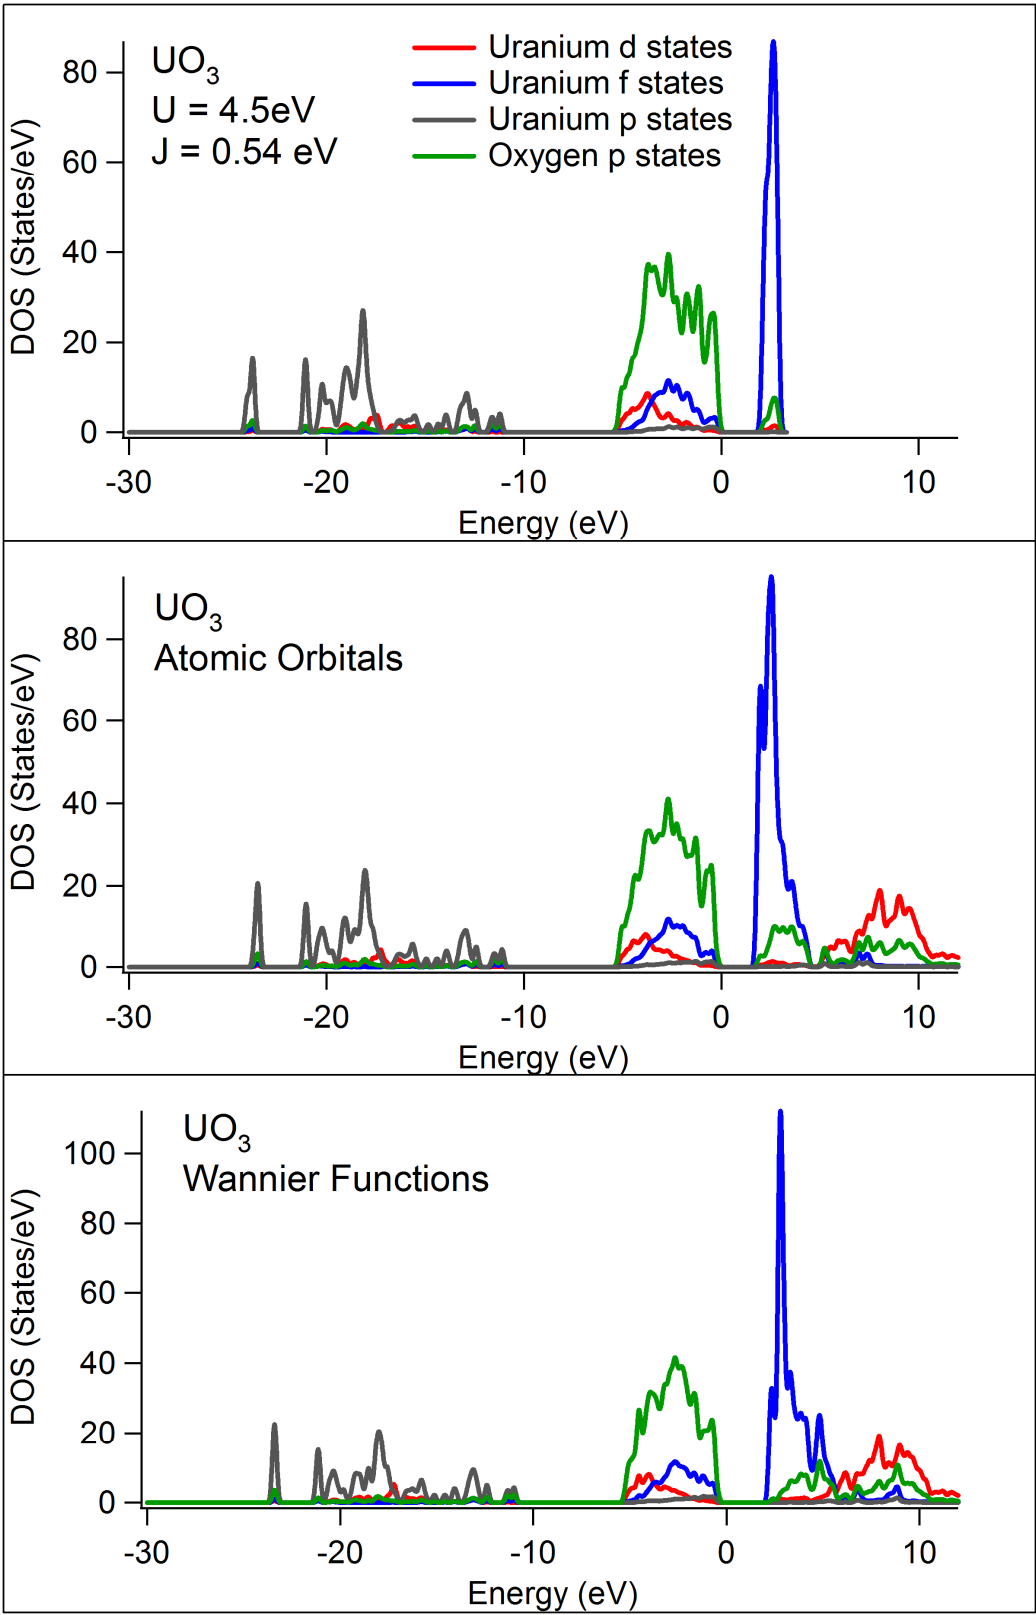 UO3
U = 4.5eV
J = 0.54 eV
Uranium d states
Uranium f states
Uranium p states
Oxygen p states
DOS (States/eV)
80
60
40
20
0
-30 -20 -10 0 10
Energy (eV)
UO3
Atomic Orbitals
DOS (States/eV)
80
60
40
20
0
-30 -20 -10 0 10
Energy (eV)
UO3
Wannier Functions
DOS (States/eV)
100
80
60
40
20
0
-30 -20 -10 0 10
Energy (eV)